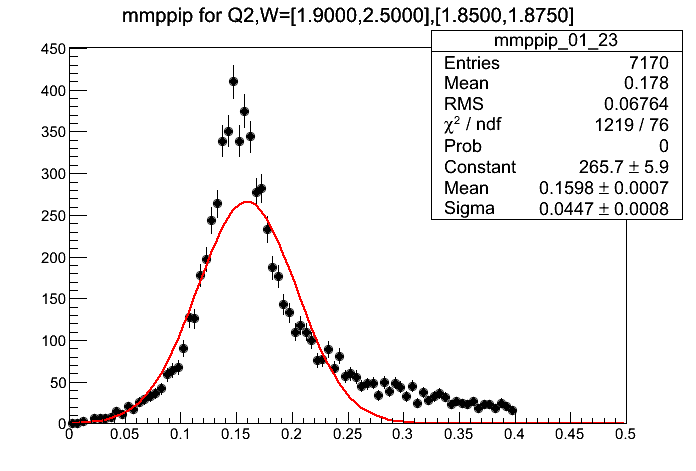 mmppip for Q2,W=[1.9000,2.5000],[1.8500,1.8750]
mmppip_01_23
Entries 7170
Mean 0.178
RMS 0.06764
χ² / ndf 1219 / 76
Prob 0
Constant 265.7 ± 5.9
Mean 0.1598 ± 0.0007
Sigma 0.0447 ± 0.0008
450
400
350
300
250
200
150
100
50
0
0 0.05 0.1 0.15 0.2 0.25 0.3 0.35 0.4 0.45 0.5